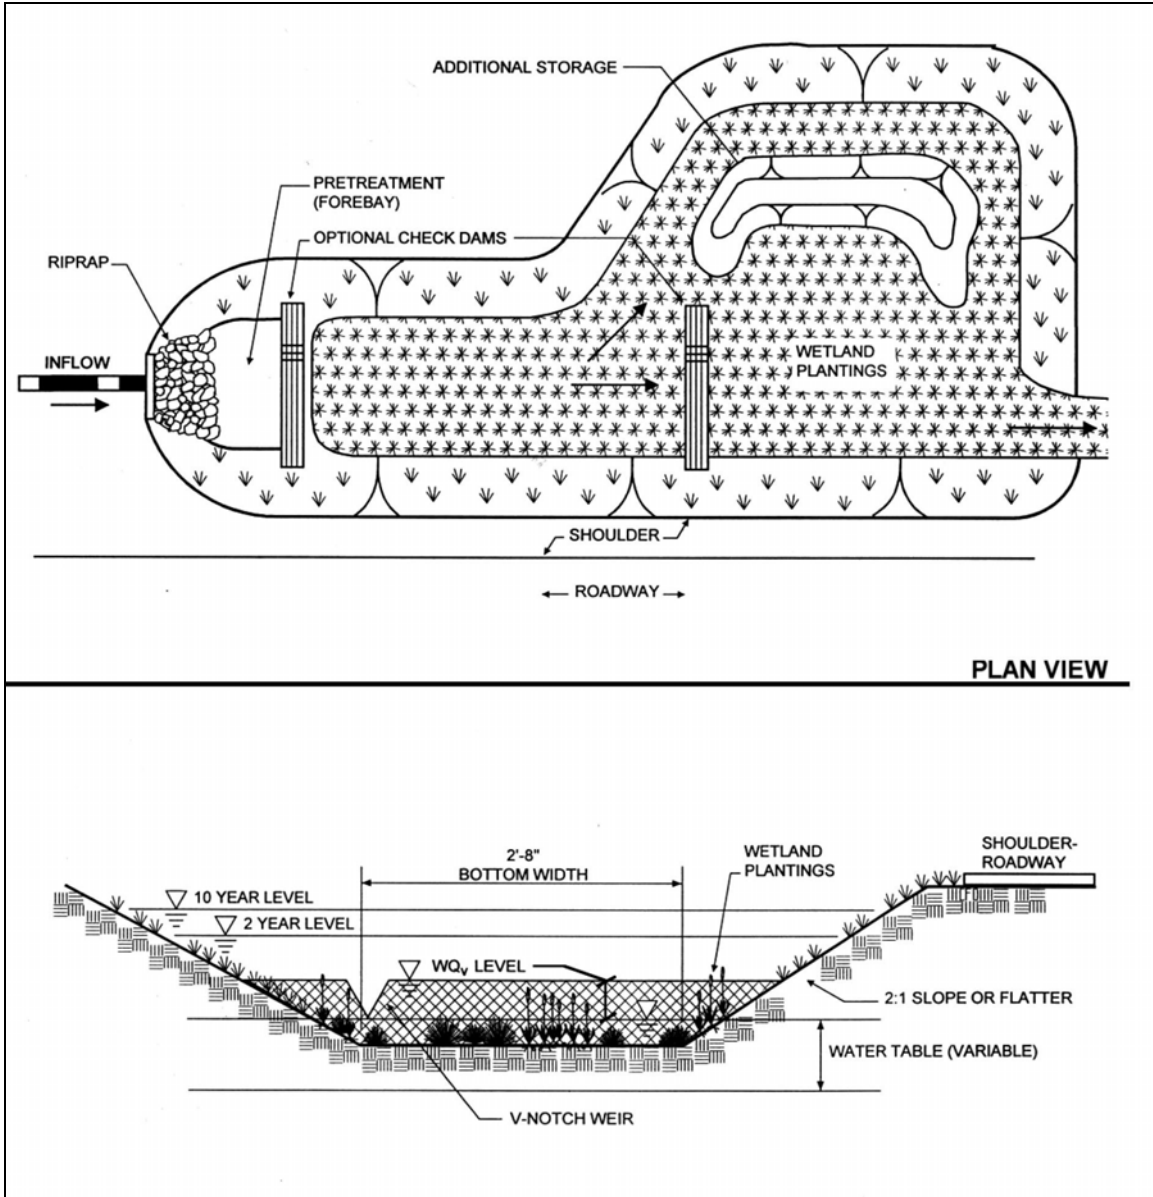 ADDITIONAL STORAGE
PRETREATMENT
(FOREBAY)
OPTIONAL CHECK DAMS
RIPRAP
INFLOW
WETLAND
PLANTINGS
SHOULDER
ROADWAY
PLAN VIEW
2'-8"
BOTTOM WIDTH
WETLAND
PLANTINGS
SHOULDER-
ROADWAY
10 YEAR LEVEL
2 YEAR LEVEL
WQv LEVEL
2:1 SLOPE OR FLATTER
WATER TABLE (VARIABLE)
V-NOTCH WEIR